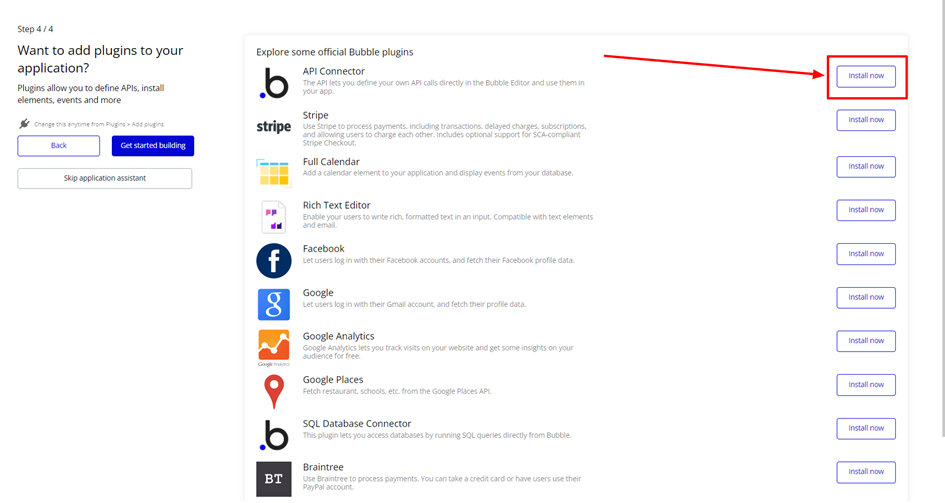 Step 4 / 4
Want to add plugins to your
application?
Plugins allow you to define APIs, install
elements, events and more
Change this anytime from Plugins > Add plugins.
Back
Get started building
Skip application assistant
Explore some official Bubble plugins
API Connector
The API lets you define your own API calls directly in the Bubble Editor and use them in
your app.
Install now
stripe
Stripe
Use Stripe to process payments, including transactions, delayed charges, subscriptions,
and allowing users to charge each other. Includes optional support for SCA-compliant
Stripe Checkout.
Install now
Full Calendar
Add a calendar element to your application and display events from your database.
Install now
Rich Text Editor
Enable your users to write rich, formatted text in an input. Compatible with text elements
and email.
Install now
Facebook
Let users log in with their Facebook accounts, and fetch their Facebook profile data.
Install now
Google
Let users log in with their Gmail account, and fetch their profile data.
Install now
Google Analytics
Google Analytics
Google Analytics lets you track visits on your website and get some insights on your
audience for free.
Install now
Google Places
Fetch restaurant, schools, etc. from the Google Places API.
Install now
SQL Database Connector
This plugin lets you access databases by running SQL queries directly from Bubble.
Install now
BT
Braintree
Use Braintree to process payments. You can take a credit card or have users use their
PayPal account.
Install now